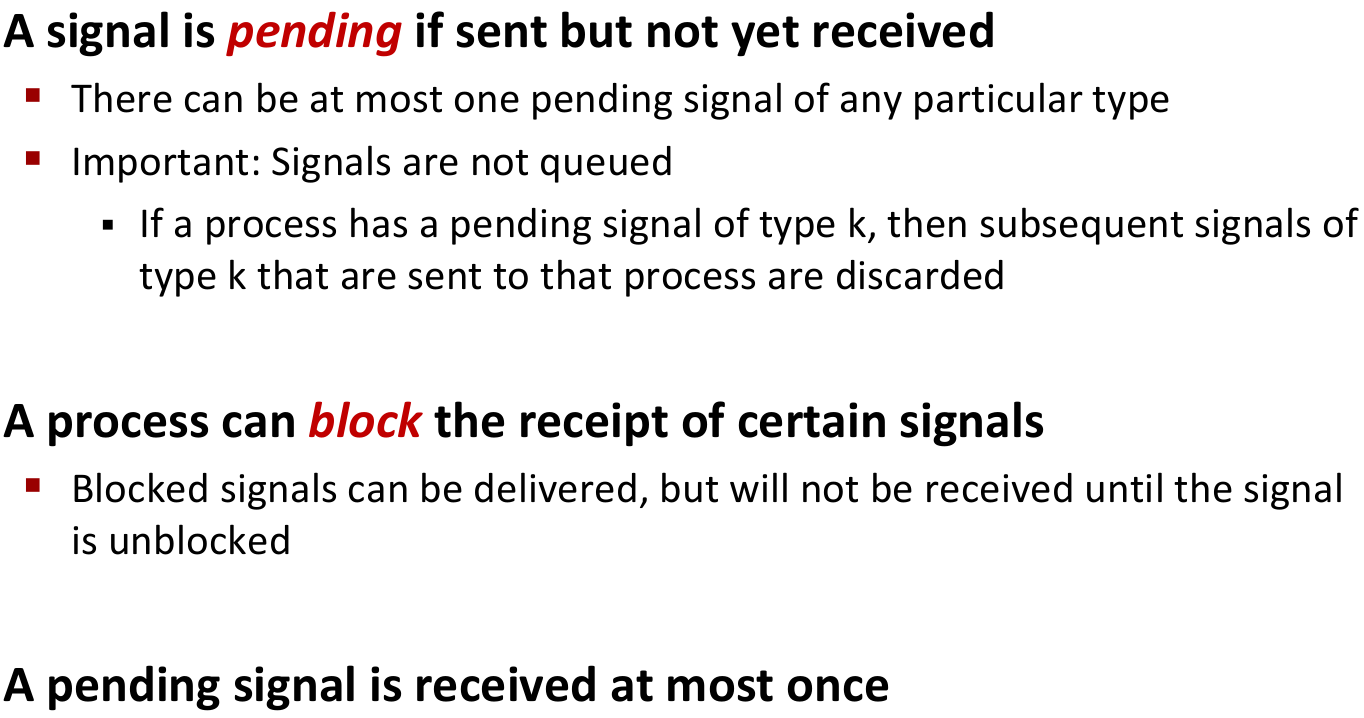 A signal is pending if sent but not yet received
▪ There can be at most one pending signal of any particular type
▪ Important: Signals are not queued
▪ If a process has a pending signal of type k, then subsequent signals of
type k that are sent to that process are discarded
A process can block the receipt of certain signals
▪ Blocked signals can be delivered, but will not be received until the signal
is unblocked
A pending signal is received at most once